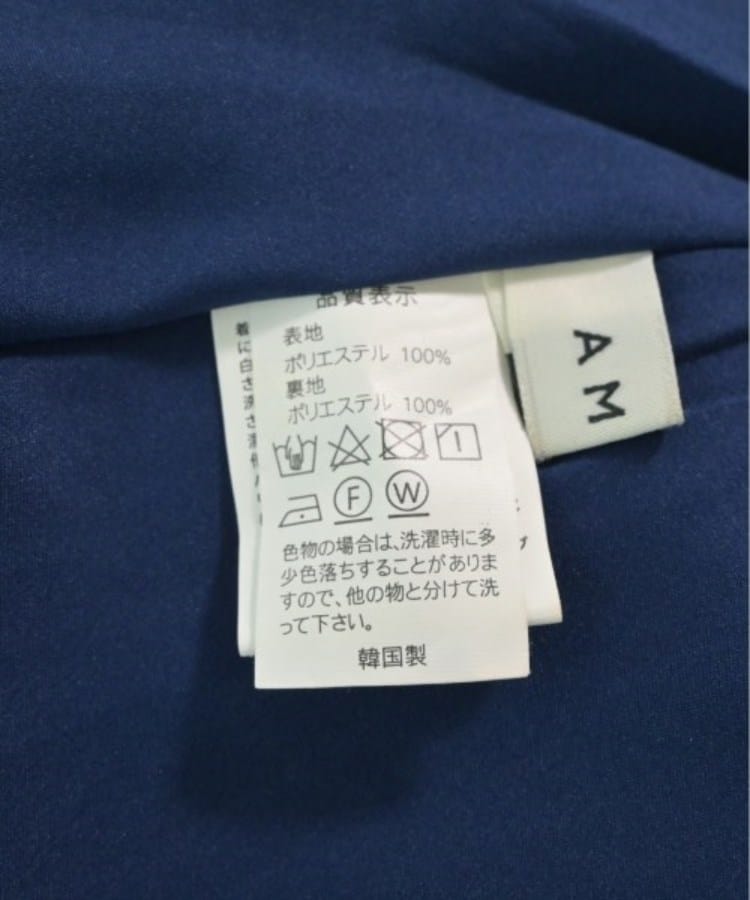 品質表示
表地
ポリエステル 100%
裏地
ポリエステル 100%
F W
色物の場合は、洗濯時に多
少色落ちすることがありま
すので、他の物と分けて洗
って下さい。
韓国製
AM